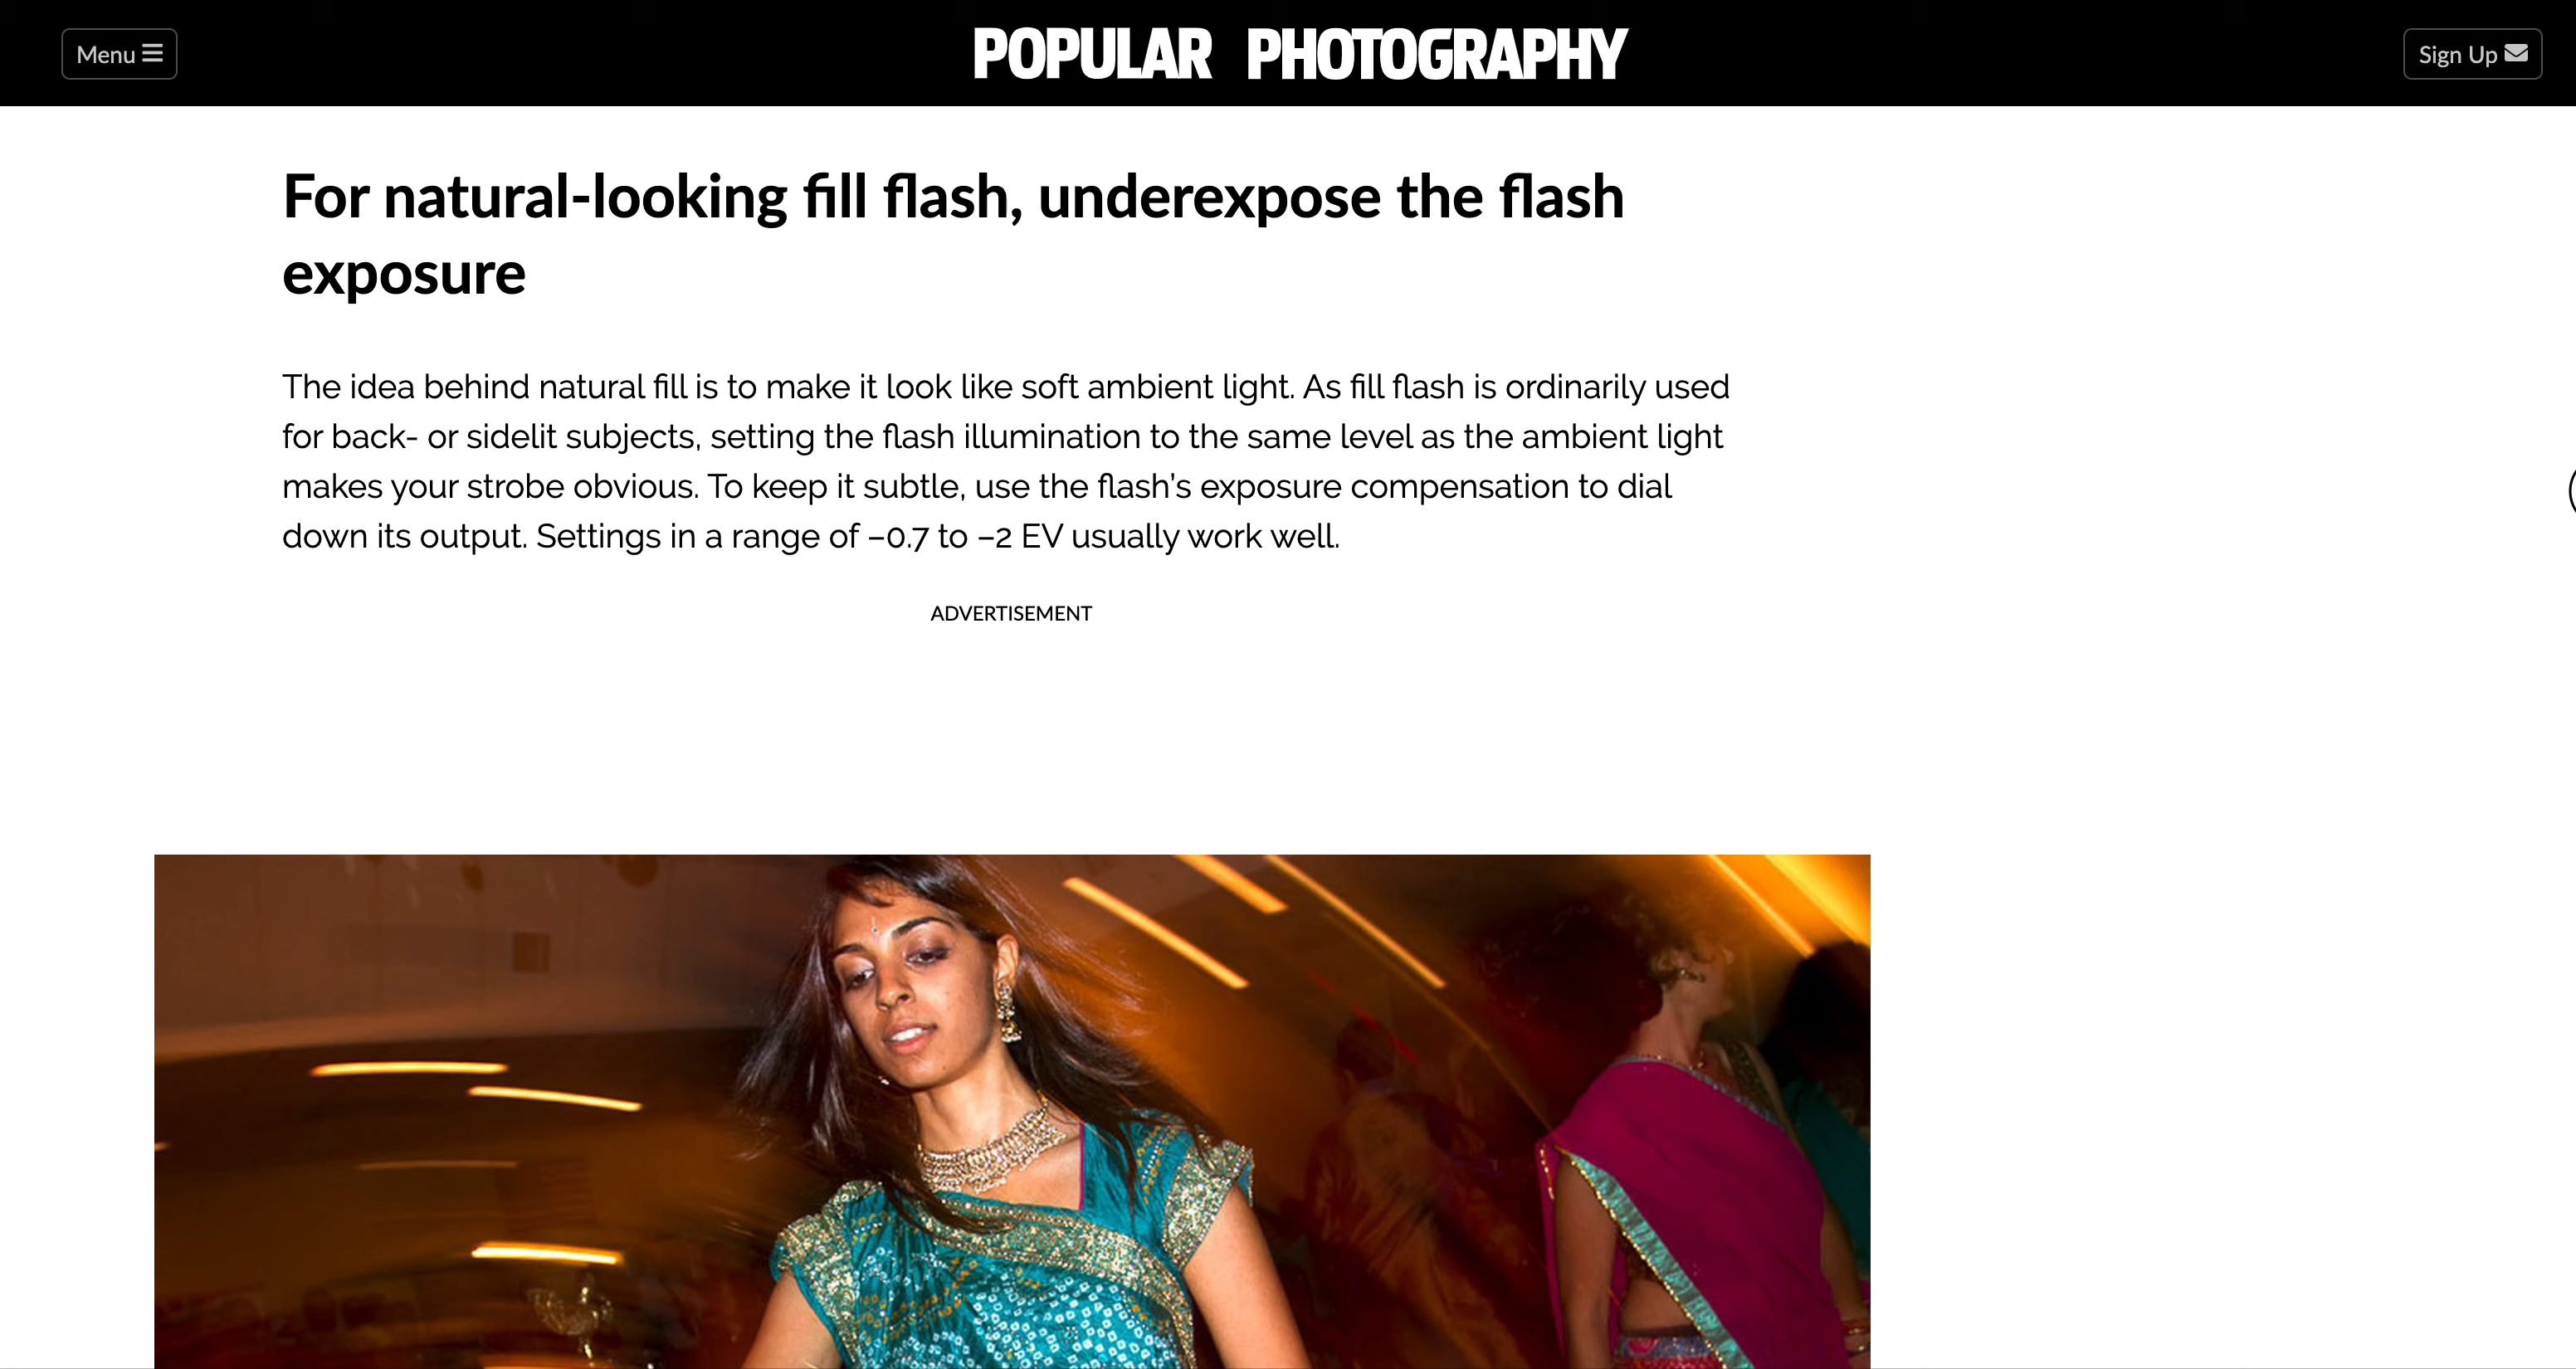 Menu
POPULAR PHOTOGRAPHY
Sign Up
For natural-looking fill flash, underexpose the flash
exposure
The idea behind natural fill is to make it look like soft ambient light. As fill flash is ordinarily used
for back- or sidelit subjects, setting the flash illumination to the same level as the ambient light
makes your strobe obvious. To keep it subtle, use the flash’s exposure compensation to dial
down its output. Settings in a range of –0.7 to –2 EV usually work well.
ADVERTISEMENT